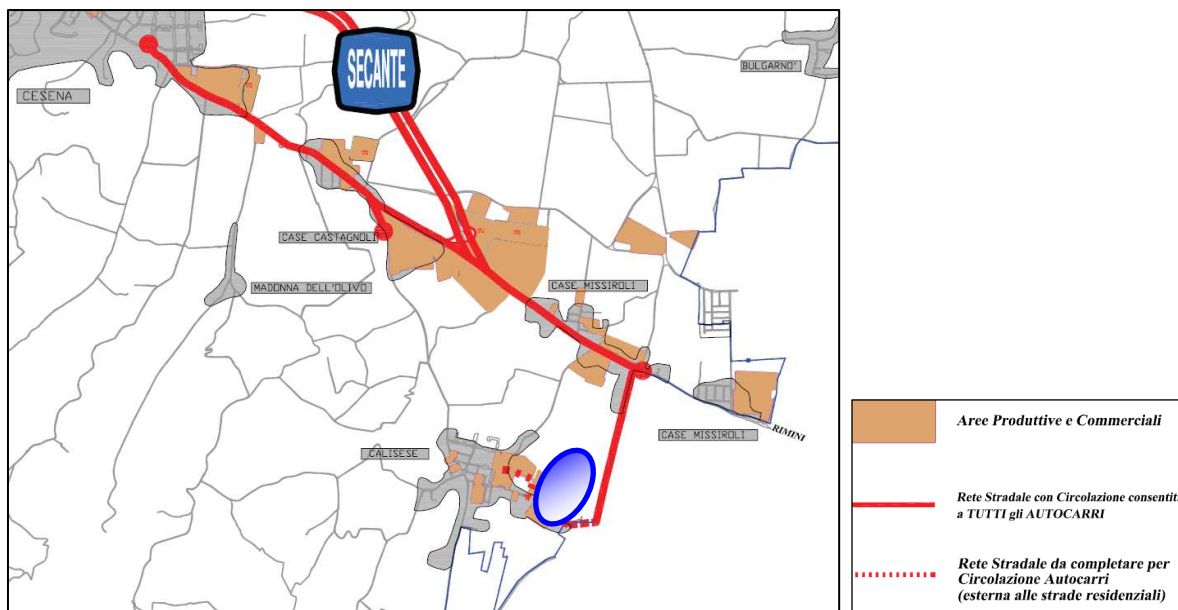 SECANTE
BULGARNO'
CESENA
CASE CASTAGNOLI
MADONNA DELL'OLIVO
CASE MISSIROLI
CASE MISSIROLI
RIMINI
CALISESE
Aree Produttive e Commerciali
Rete Stradale con Circolazione consentit
a TUTTI gli AUTOCARRI
Rete Stradale da completare per
Circolazione Autocarri
(esterna alle strade residenziali)